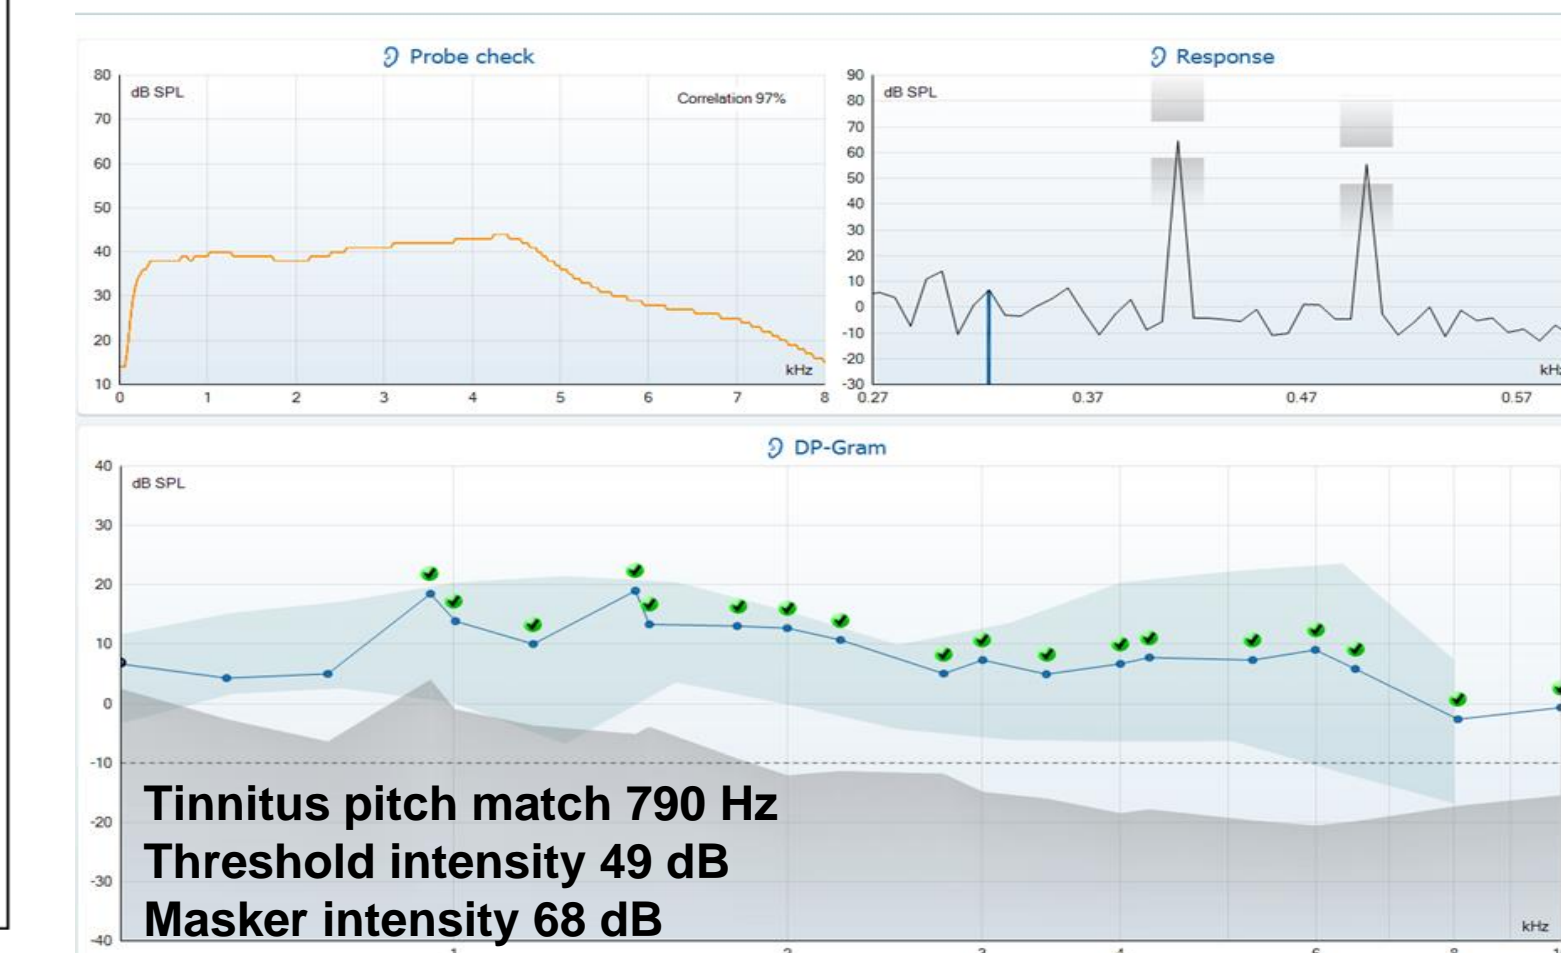 Probe check
80
dB SPL
Correlation 97%
70
60
50
40
30
20
kHz
10
0 1 2 3 4 5 6 7 8
Response
90
dB SPL
80
70
60
50
40
30
20
10
0
-10
-20
-30
0.27 0.37 0.47 0.57
DP-Gram
40
dB SPL
30
20
10
0
-10
-20
-30
-40
kHz
Tinnitus pitch match 790 Hz
Threshold intensity 49 dB
Masker intensity 68 dB